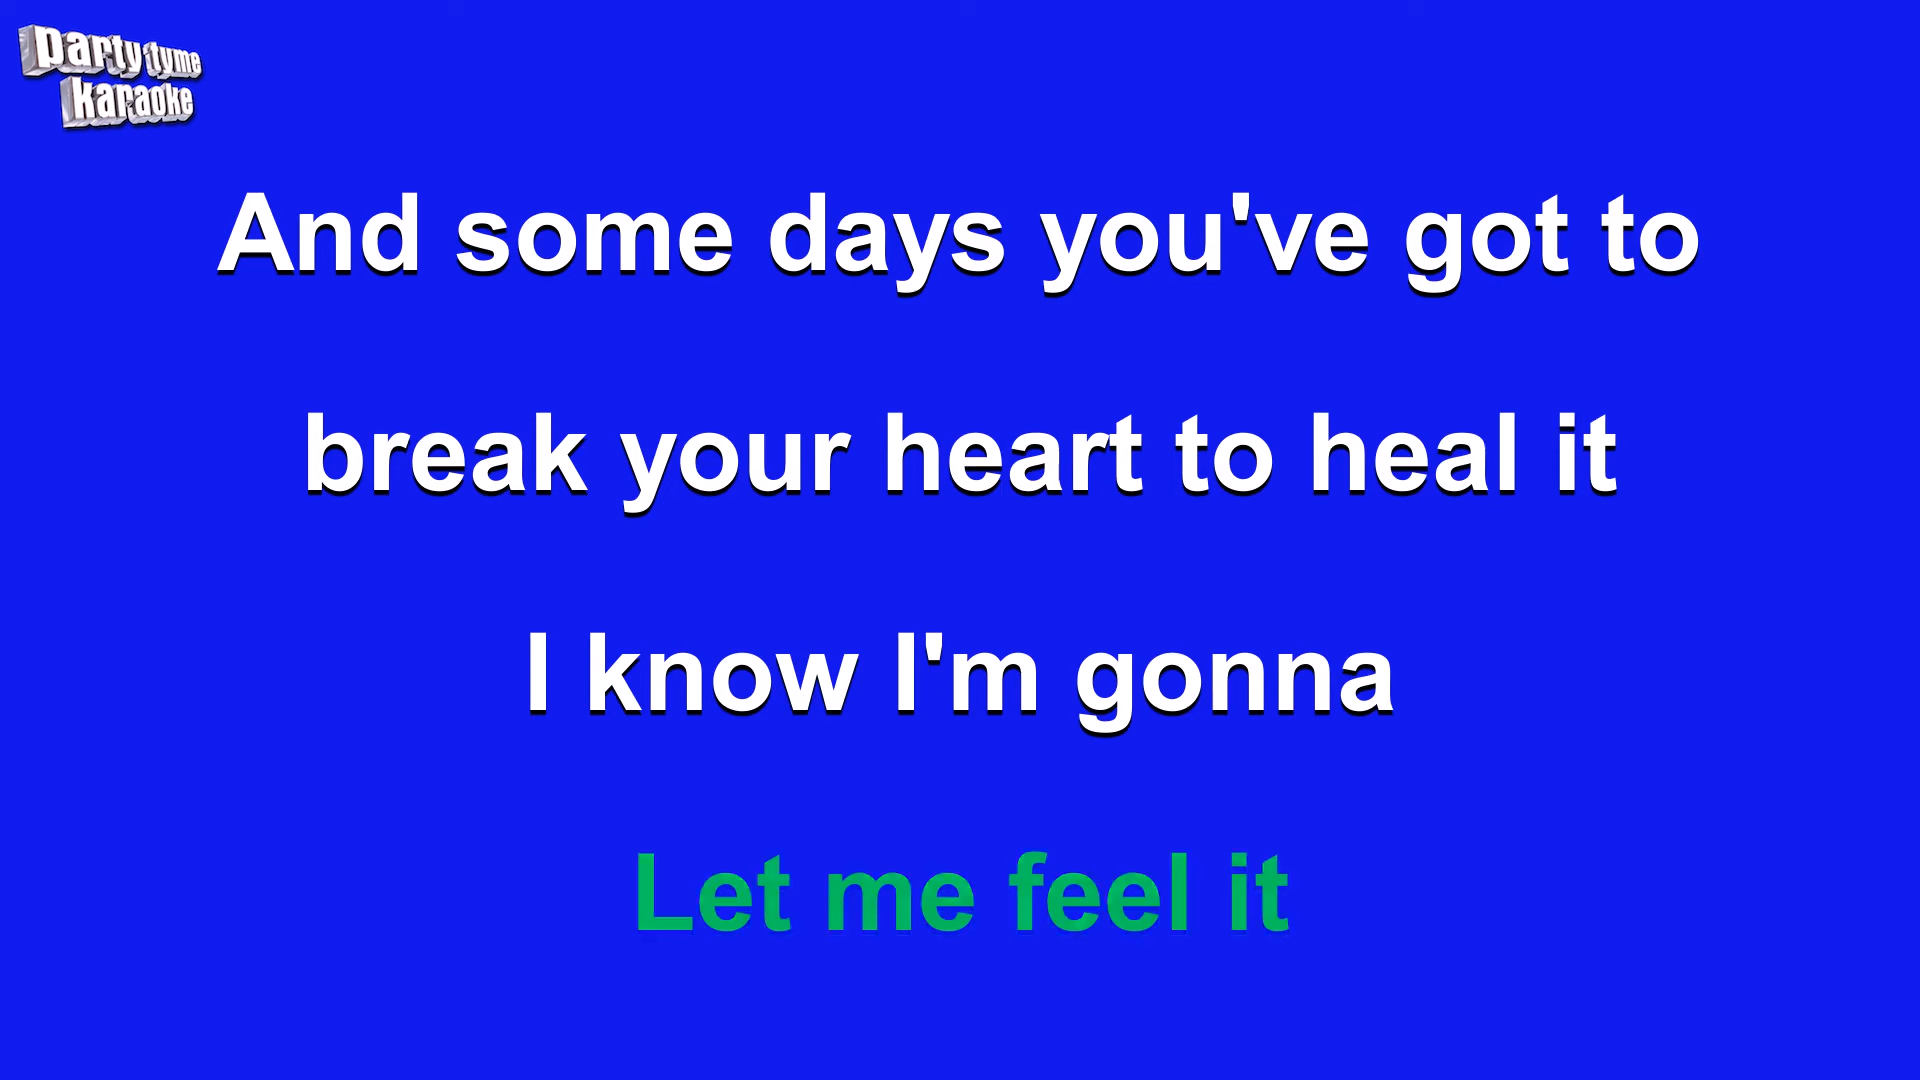 party tyme
karaoke
And some days you've got to
break your heart to heal it
I know I'm gonna
Let me feel it